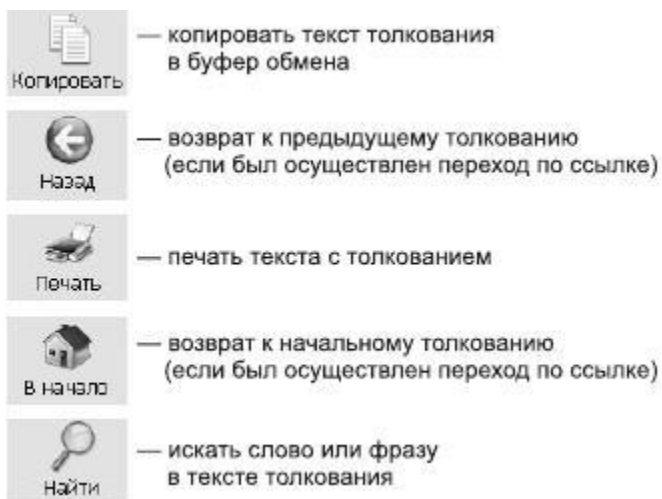 Копировать
— копировать текст толкования
в буфер обмена
Назад
— возврат к предыдущему толкованию
(если был осуществлен переход по ссылке)
Печать
— печать текста с толкованием
В начало
— возврат к начальному толкованию
(если был осуществлен переход по ссылке)
Найти
— искать слово или фразу
в тексте толкования